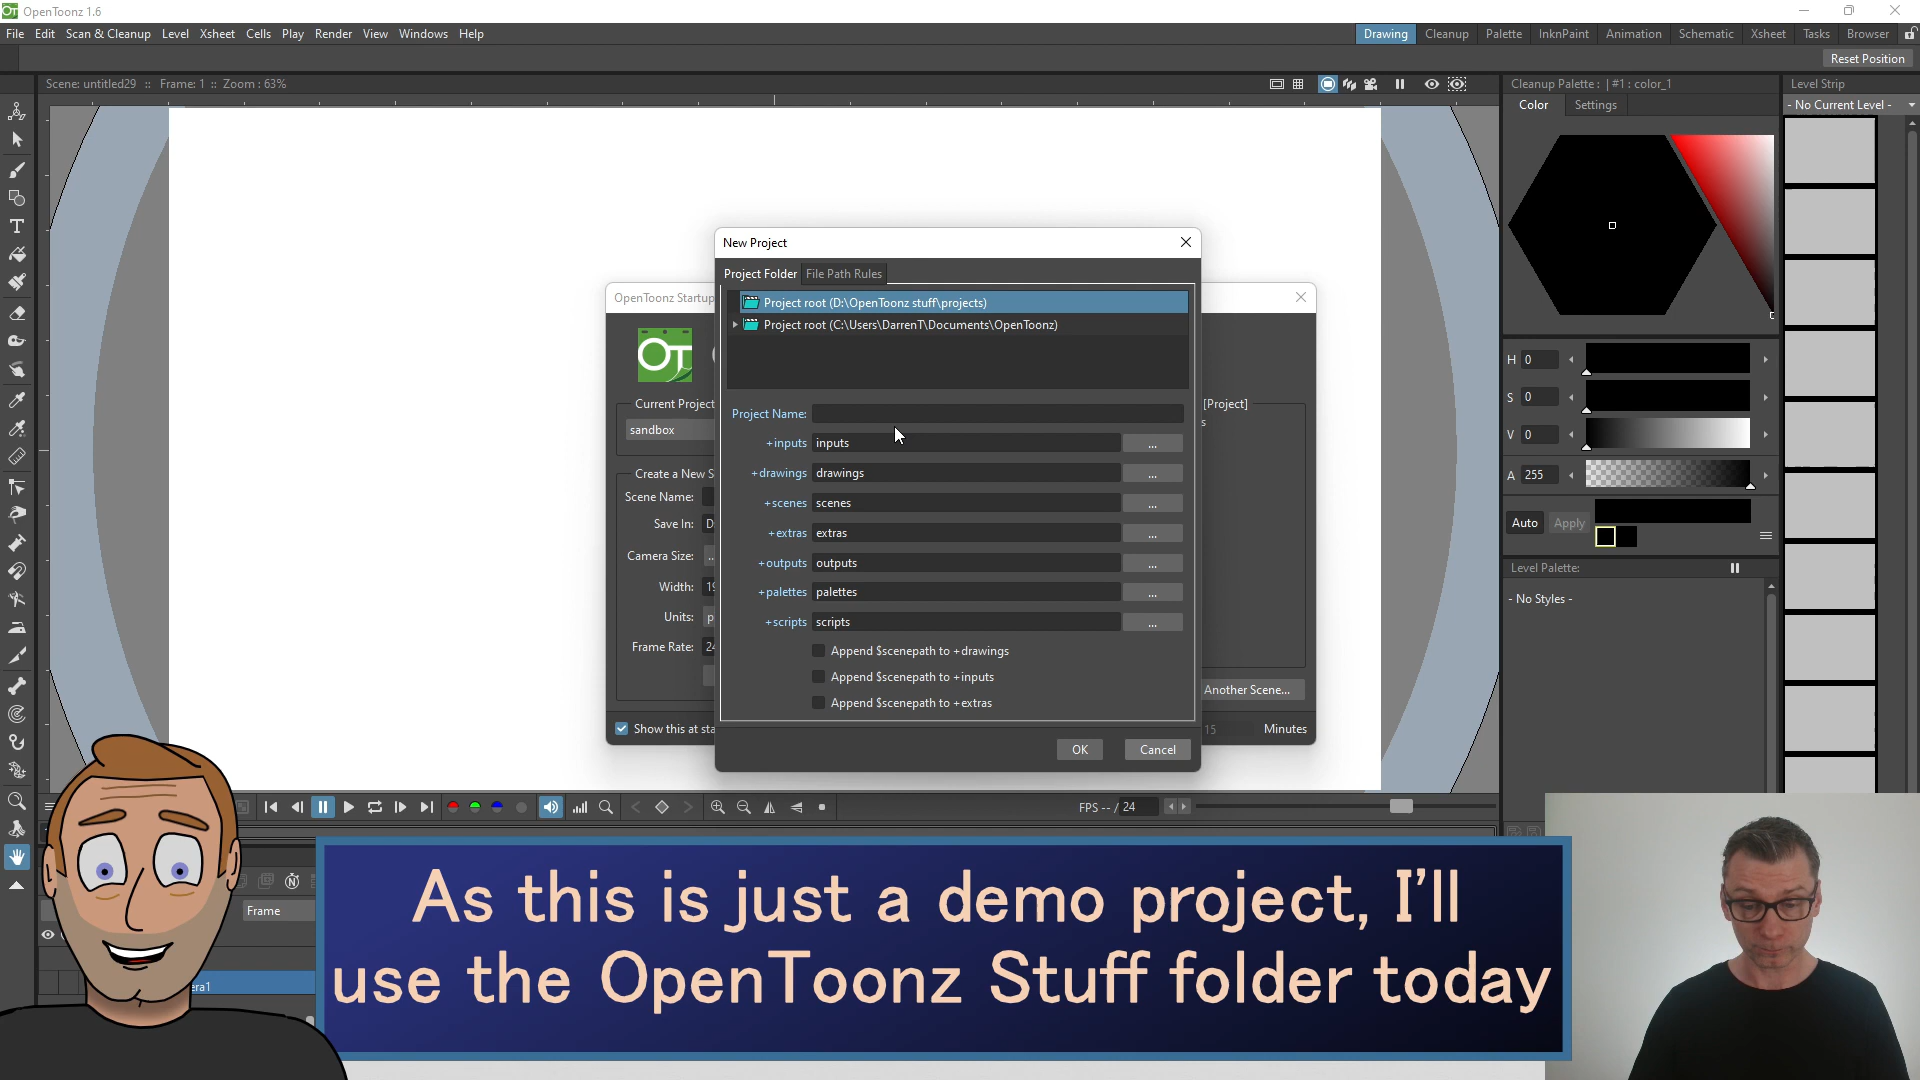 OpenToonz 1.6
File Edit Scan & Cleanup Level Xsheet Cells Play Render View Windows Help
Drawing Cleanup Palette InknPaint Animation Schematic Xsheet Tasks Browser
Reset Position
Scene: untitled29 :: Frame: 1 :: Zoom : 63%
Cleanup Palette : | #1 : color_1
Level Strip
Color Settings
- No Current Level -
New Project
Project Folder File Path Rules
OpenToonz Startup
Project root (D:\OpenToonz stuff\projects)
Project root (C:\Users\DarrenT\Documents\OpenToonz)
OT
Current Project
[Project]
sandbox
Project Name:
+inputs inputs ...
+drawings drawings ...
+scenes scenes ...
+extras extras ...
+outputs outputs ...
+palettes palettes ...
+scripts scripts ...
Append $scenepath to +drawings
Append $scenepath to +inputs
Append $scenepath to +extras
OK Cancel
Create a New S
Scene Name:
Save In: D
Camera Size: ...
Width: 19
Units: p
Frame Rate: 24
Another Scene...
Show this at sta
15 Minutes
H 0
S 0
V 0
A 255
Auto Apply
Level Palette:
- No Styles -
FPS -- / 24
Frame
era1
As this is just a demo project, I'll
use the OpenToonz Stuff folder today